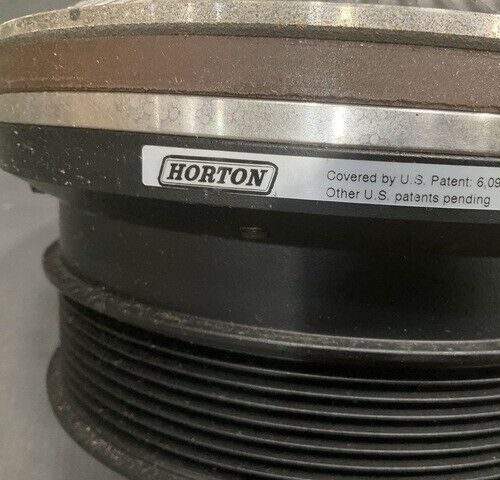 HORTON
Covered by U.S. Patent: 6,09
Other U.S. patents pending